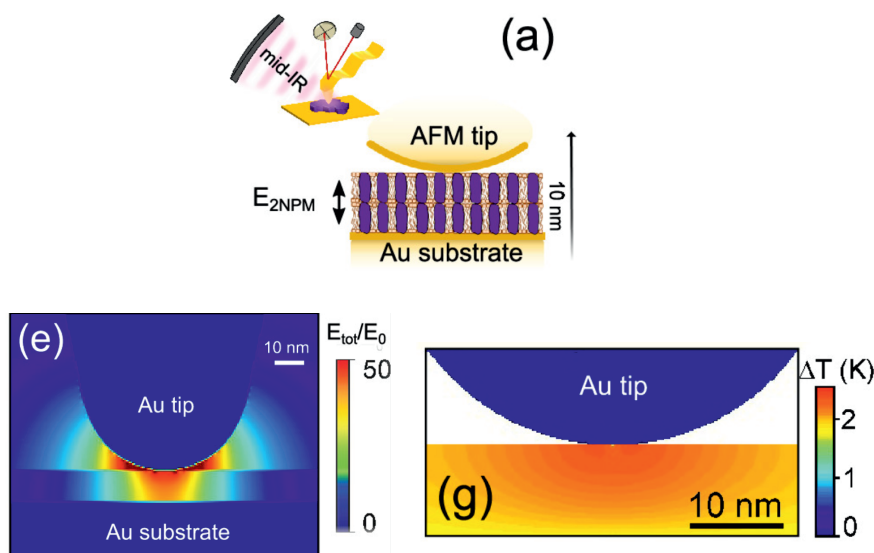 (a)
mid-IR
AFM tip
E2NPM
10 nm
Au substrate
(e)
Etot/E0
10 nm
50
Au tip
0
Au substrate
Au tip
ΔT (K)
2
1
0
(g)
10 nm